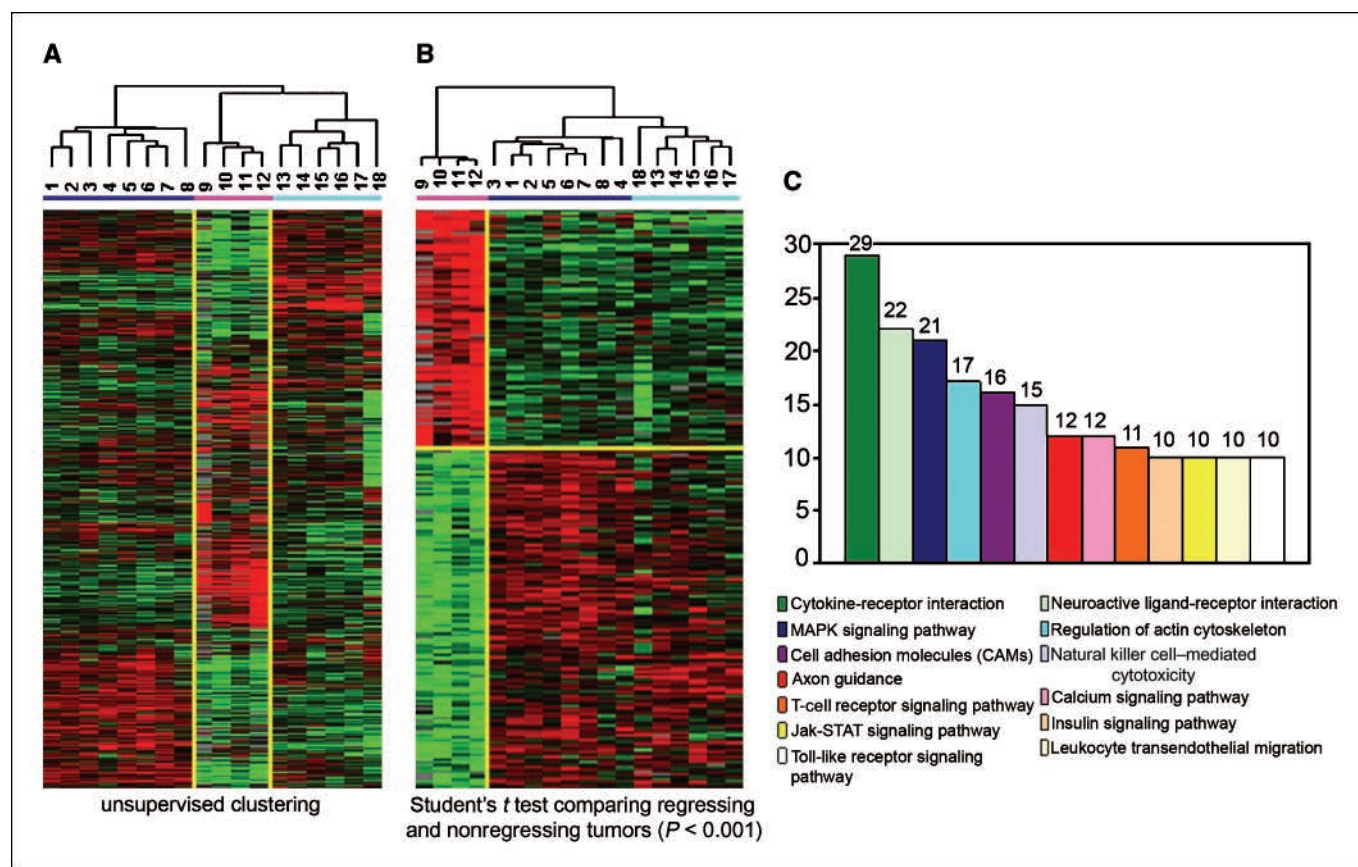 A
1 2 3 4 5 6 7 8 9 10 11 12 13 14 15 16 17 18
unsupervised clustering
B
9 10 11 12 3 1 2 5 6 7 8 4 18 13 14 15 16 17
Student's t test comparing regressing
and nonregressing tumors (P < 0.001)
C
30
25
20
15
10
5
0
29
22
21
17
16
15
12
12
11
10
10
10
10
Cytokine-receptor interaction
MAPK signaling pathway
Cell adhesion molecules (CAMs)
Axon guidance
T-cell receptor signaling pathway
Jak-STAT signaling pathway
Toll-like receptor signaling
pathway
Neuroactive ligand-receptor interaction
Regulation of actin cytoskeleton
Natural killer cell–mediated
cytotoxicity
Calcium signaling pathway
Insulin signaling pathway
Leukocyte transendothelial migration